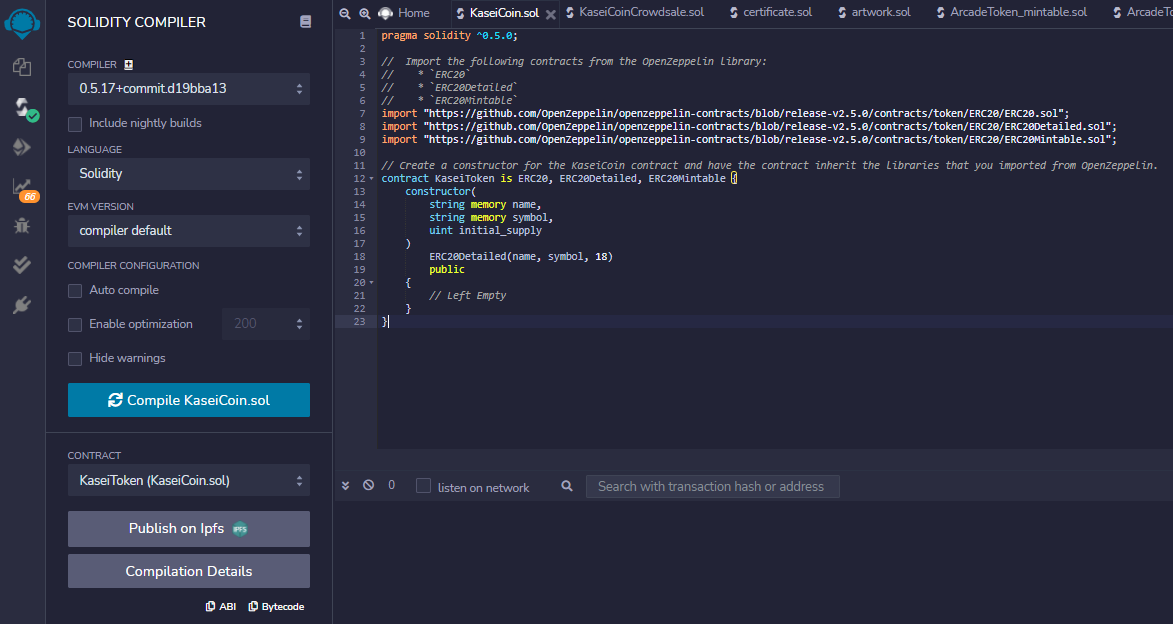 SOLIDITY COMPILER
COMPILER
0.5.17+commit.d19bba13
Include nightly builds
LANGUAGE
Solidity
EVM VERSION
compiler default
COMPILER CONFIGURATION
Auto compile
Enable optimization 200
Hide warnings
Compile KaseiCoin.sol
CONTRACT
KaseiToken (KaseiCoin.sol)
Publish on Ipfs IPFS
Compilation Details
ABI Bytecode
66
Home KaseiCoin.sol KaseiCoinCrowdsale.sol certificate.sol artwork.sol ArcadeToken_mintable.sol ArcadeTo
1 pragma solidity ^0.5.0;
2
3 //  Import the following contracts from the OpenZeppelin library:
4 //    * `ERC20`
5 //    * `ERC20Detailed`
6 //    * `ERC20Mintable`
7 import "https://github.com/OpenZeppelin/openzeppelin-contracts/blob/release-v2.5.0/contracts/token/ERC20/ERC20.sol";
8 import "https://github.com/OpenZeppelin/openzeppelin-contracts/blob/release-v2.5.0/contracts/token/ERC20/ERC20Detailed.sol";
9 import "https://github.com/OpenZeppelin/openzeppelin-contracts/blob/release-v2.5.0/contracts/token/ERC20/ERC20Mintable.sol";
10
11 // Create a constructor for the KaseiCoin contract and have the contract inherit the libraries that you imported from OpenZeppelin.
12 contract KaseiToken is ERC20, ERC20Detailed, ERC20Mintable {
13     constructor(
14         string memory name,
15         string memory symbol,
16         uint initial_supply
17     )
18         ERC20Detailed(name, symbol, 18)
19         public
20     {
21         // Left Empty
22     }
23 }
0 listen on network Search with transaction hash or address